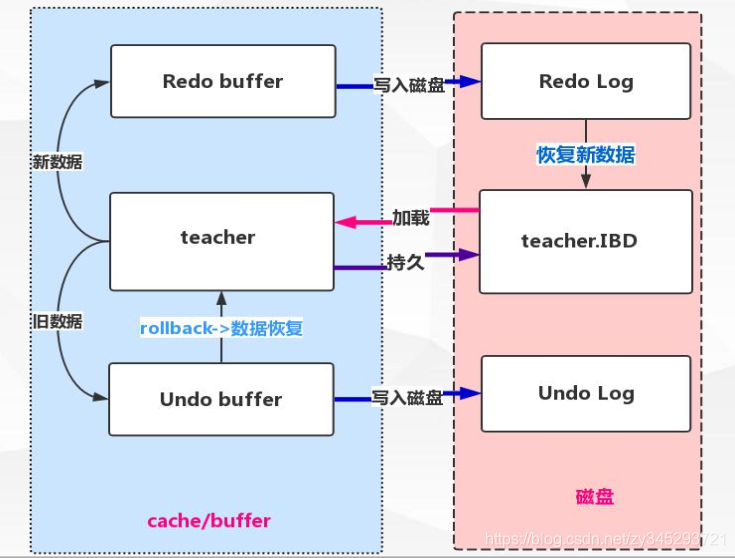 Redo buffer
写入磁盘
Redo Log
新数据
恢复新数据
teacher
加载
持久
teacher.IBD
旧数据
rollback->数据恢复
Undo buffer
写入磁盘
Undo Log
cache/buffer
磁盘
https://blog.csdn.net/zy345293721